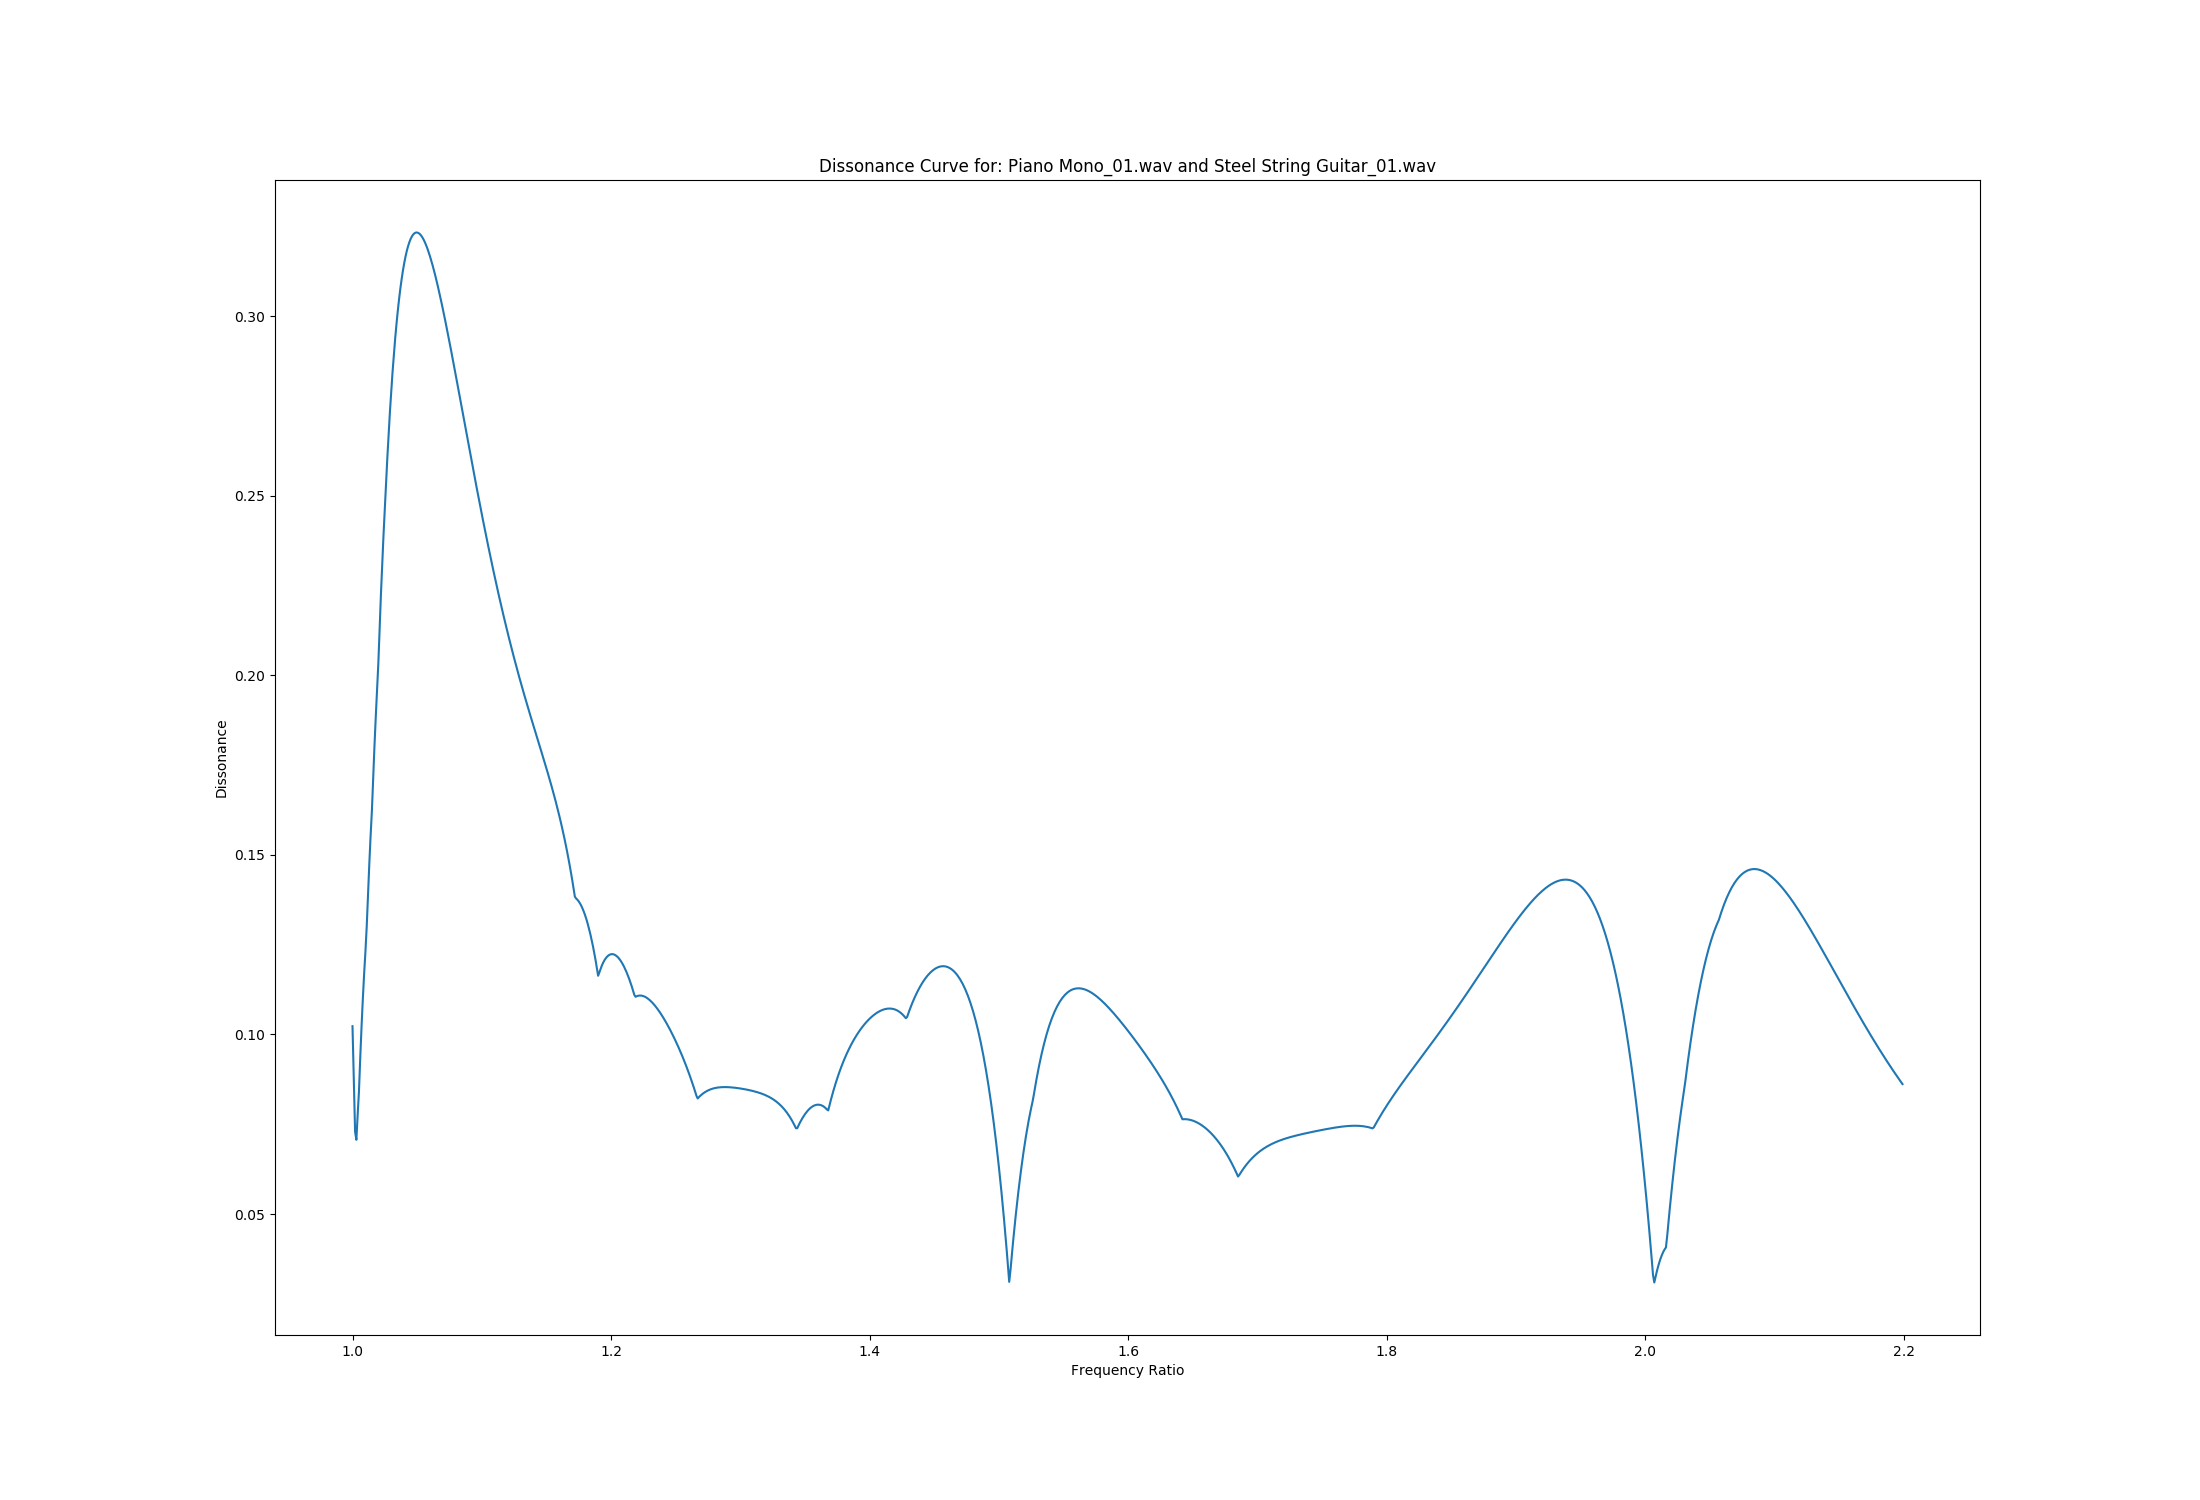 Dissonance Curve for: Piano Mono_01.wav and Steel String Guitar_01.wav
0.30
0.25
0.20
0.15
0.10
0.05
Dissonance
1.0 1.2 1.4 1.6 1.8 2.0 2.2
Frequency Ratio